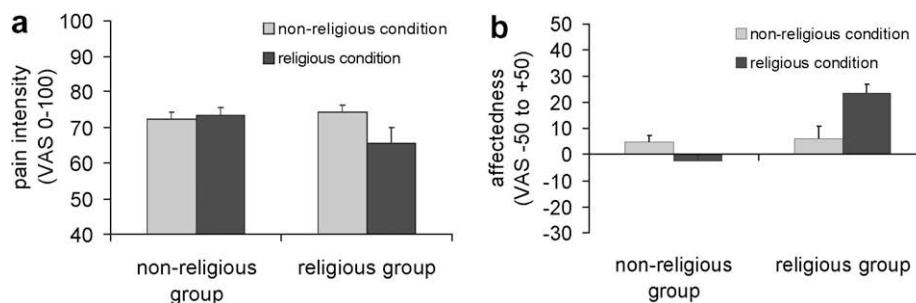 a
pain intensity
(VAS 0-100)
100
90
80
70
60
50
40
non-religious condition
religious condition
non-religious
group
religious group
b
affectedness
(VAS -50 to +50)
50
40
30
20
10
0
-10
-20
-30
non-religious condition
religious condition
non-religious
group
religious group